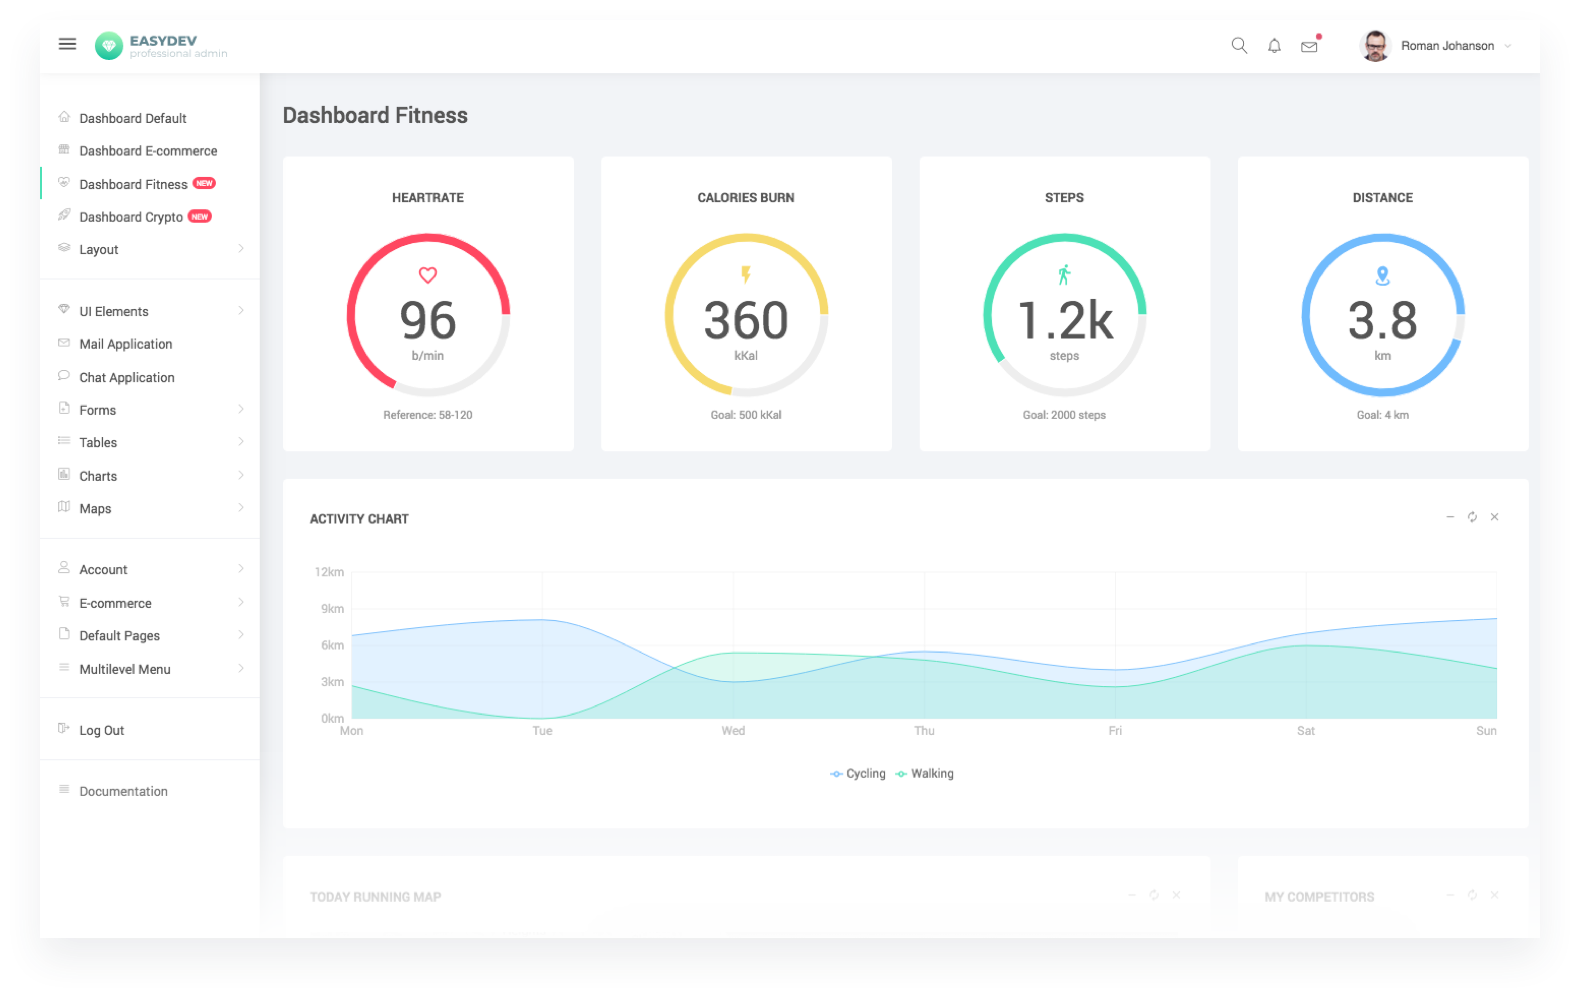 EASYDEV
professional admin
Roman Johanson
Dashboard Default
Dashboard E-commerce
Dashboard Fitness NEW
Dashboard Crypto NEW
Layout
UI Elements
Mail Application
Chat Application
Forms
Tables
Charts
Maps
Account
E-commerce
Default Pages
Multilevel Menu
Log Out
Documentation
Dashboard Fitness
HEARTRATE
96
b/min
Reference: 58-120
CALORIES BURN
360
kKal
Goal: 500 kKal
STEPS
1.2k
steps
Goal: 2000 steps
DISTANCE
3.8
km
Goal: 4 km
ACTIVITY CHART
12km
9km
6km
3km
0km
Mon Tue Wed Thu Fri Sat Sun
Cycling Walking
TODAY RUNNING MAP
MY COMPETITORS